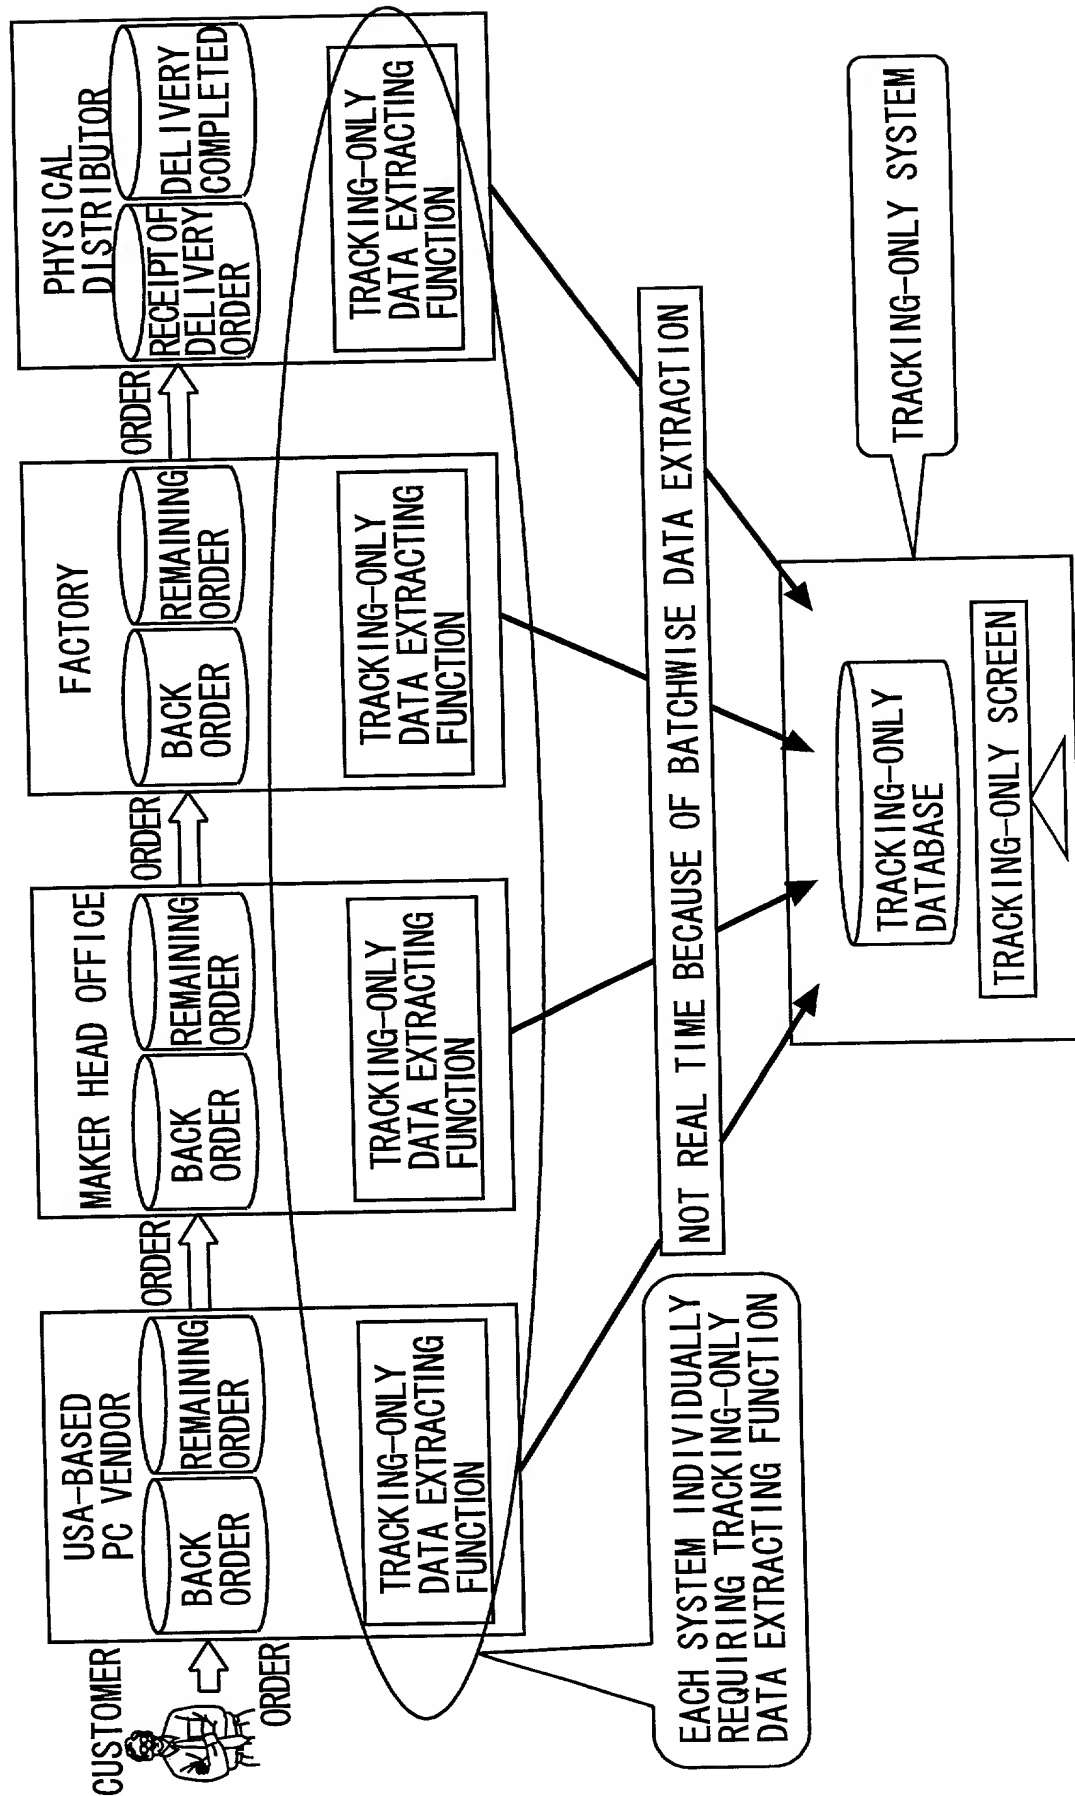 CUSTOMER
ORDER
USA-BASED
PC VENDOR
BACK
ORDER
REMAINING
ORDER
TRACKING-ONLY
DATA EXTRACTING
FUNCTION
ORDER
MAKER HEAD OFFICE
BACK
ORDER
REMAINING
ORDER
TRACKING-ONLY
DATA EXTRACTING
FUNCTION
ORDER
FACTORY
BACK
ORDER
REMAINING
ORDER
TRACKING-ONLY
DATA EXTRACTING
FUNCTION
ORDER
PHYSICAL
DISTRIBUTOR
RECEIPT OF
DELIVERY
ORDER
DELIVERY
COMPLETED
TRACKING-ONLY
DATA EXTRACTING
FUNCTION
EACH SYSTEM INDIVIDUALLY
REQUIRING TRACKING-ONLY
DATA EXTRACTING FUNCTION
NOT REAL TIME BECAUSE OF BATCHWISE DATA EXTRACTION
TRACKING-ONLY
DATABASE
TRACKING-ONLY SCREEN
TRACKING-ONLY SYSTEM